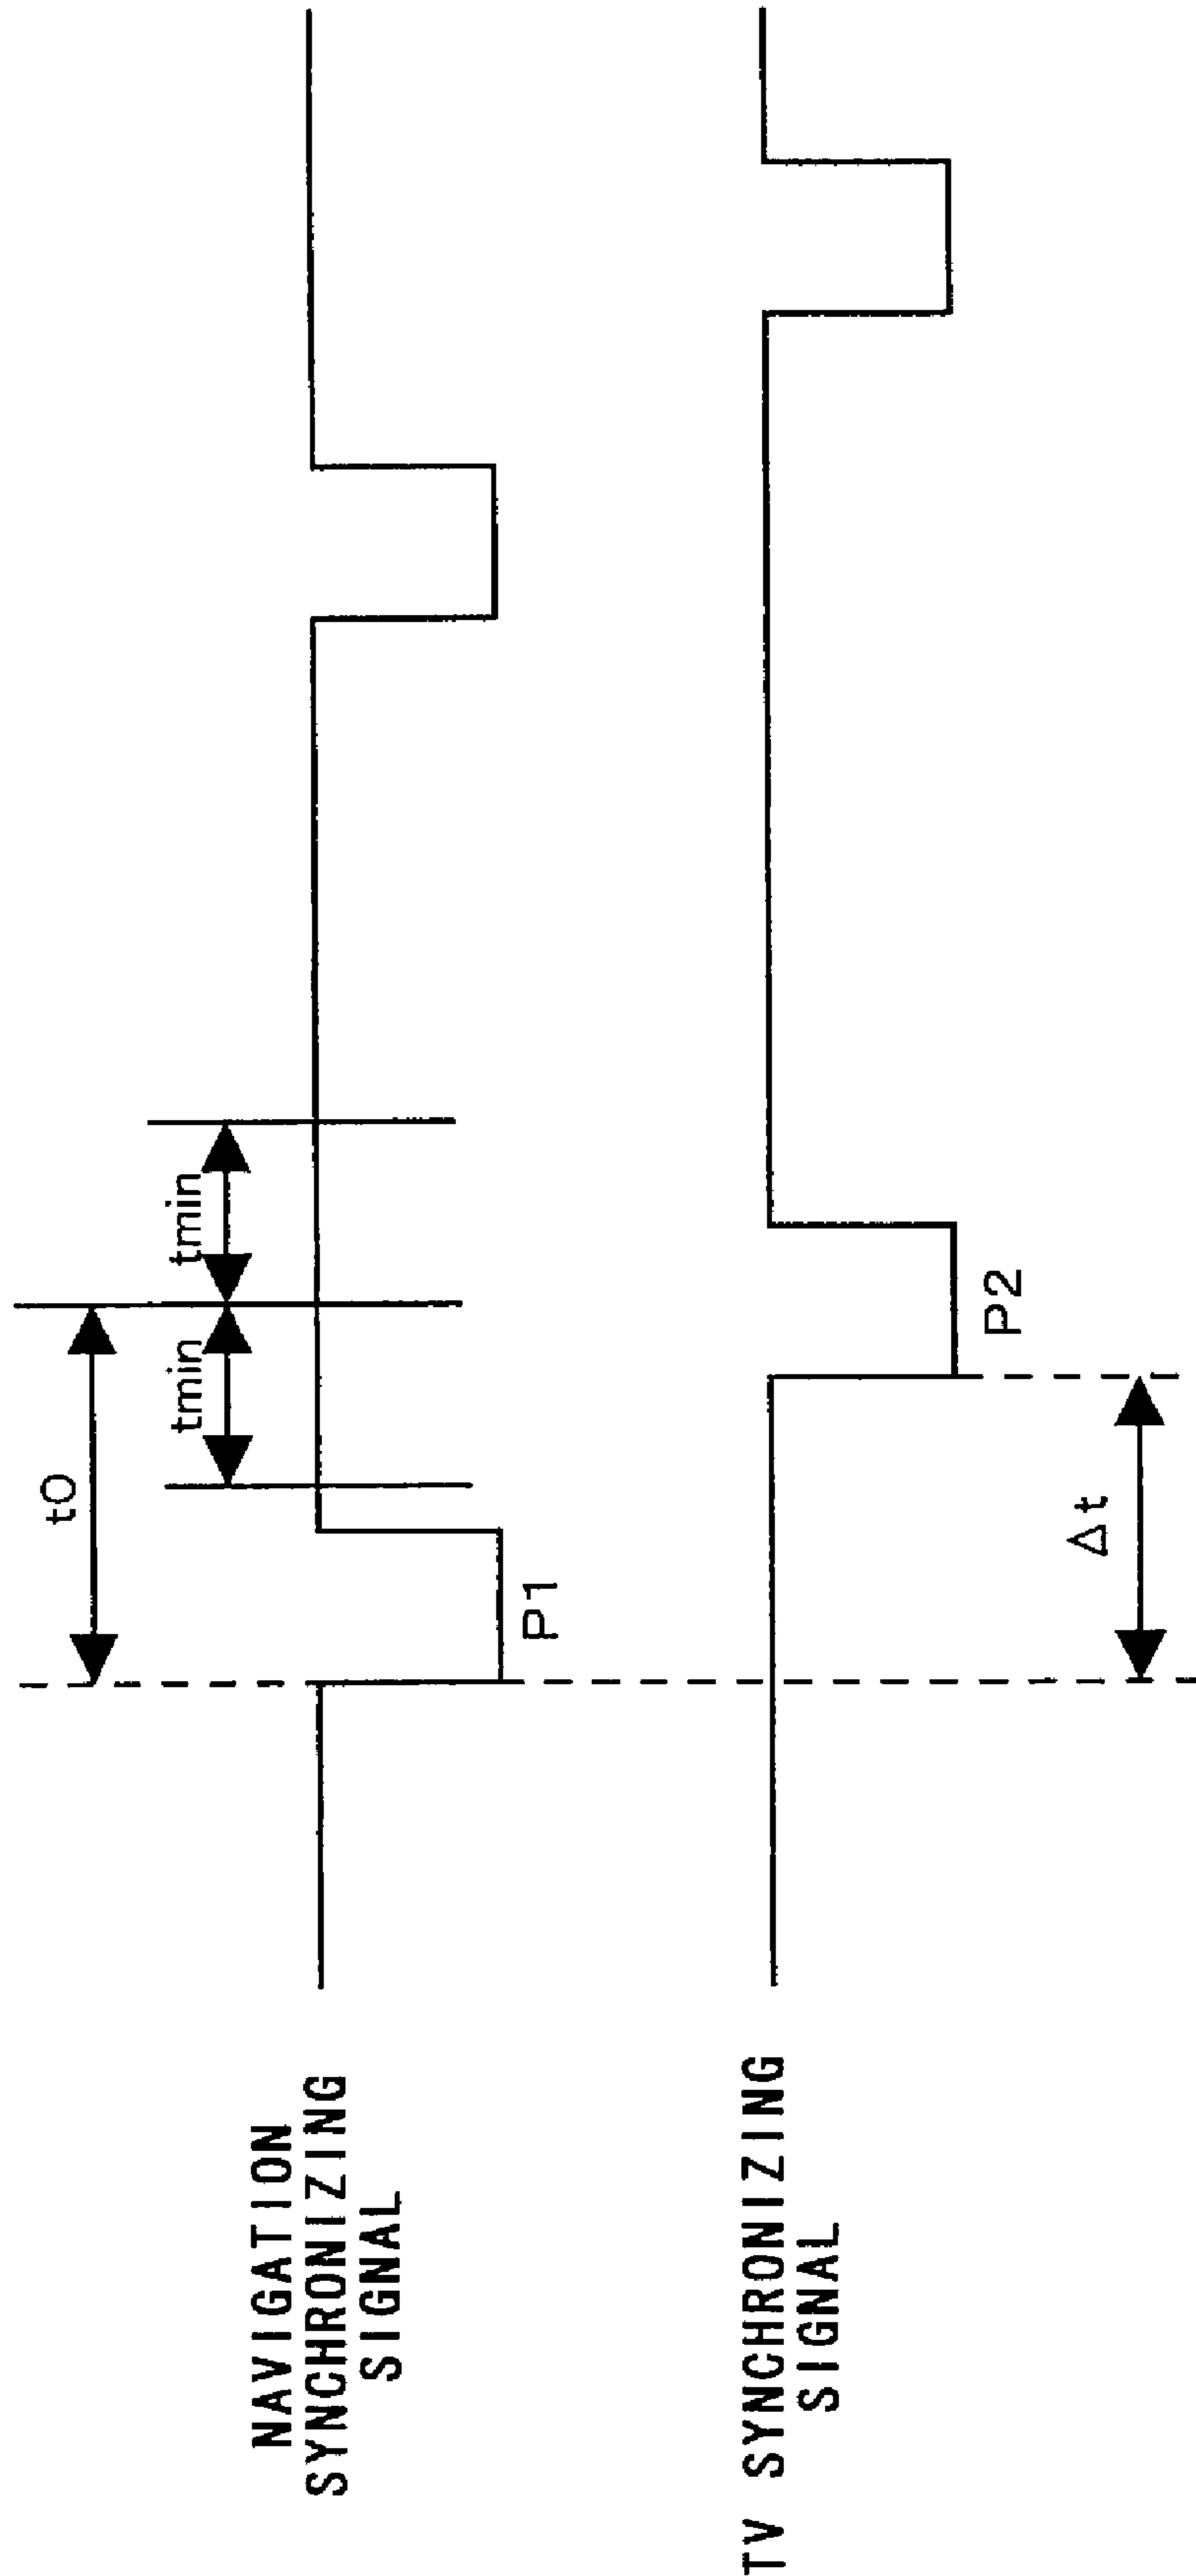 t0
tmin
tmin
NAVIGATION
SYNCHRONIZING
SIGNAL
P1
TV SYNCHRONIZING
SIGNAL
P2
Δt